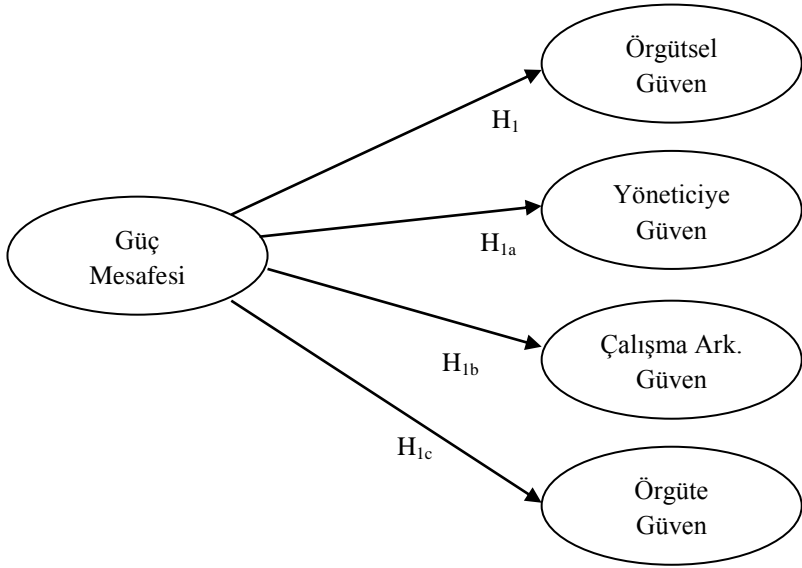 Örgütsel
Güven
H1
Yöneticiye
Güven
H1a
Güç
Mesafesi
Çalışma Ark.
Güven
H1b
H1c
Örgüte
Güven